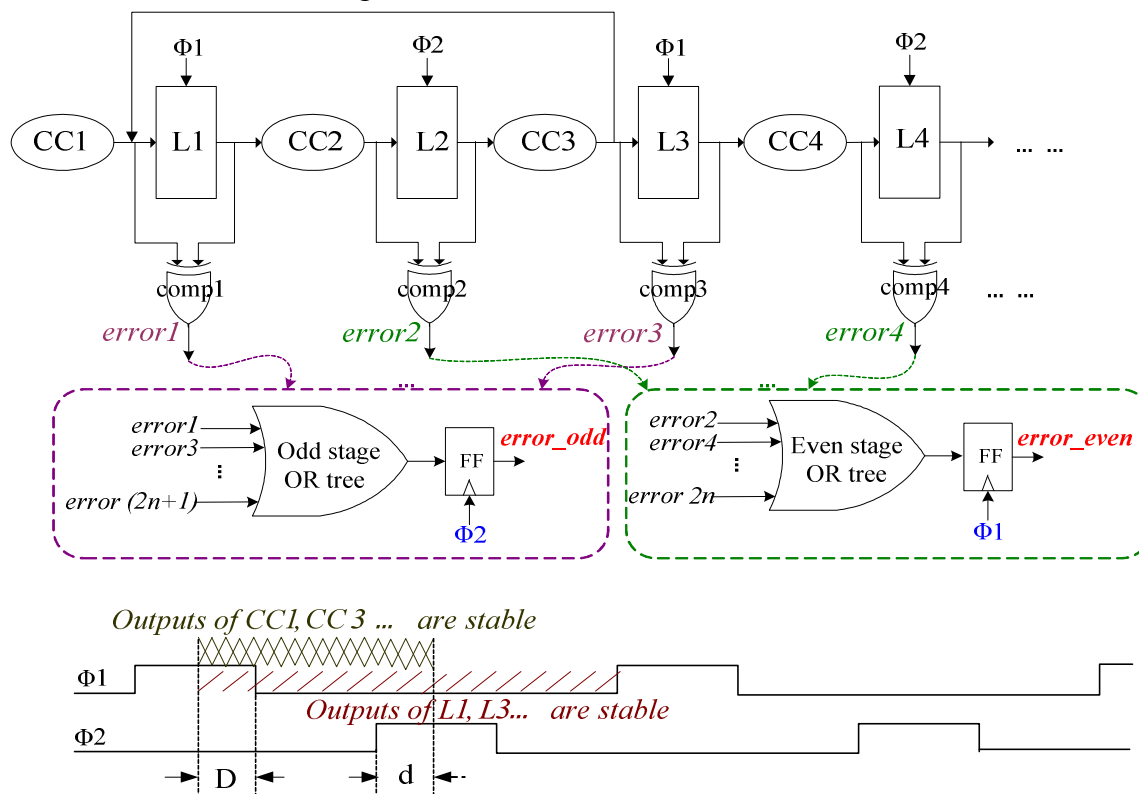 Φ1 Φ2 Φ1 Φ2
CC1 L1 CC2 L2 CC3 L3 CC4 L4 ... ...
comp1 comp2 comp3 comp4 ... ...
error1 error2 error3 error4
... ...
error1
error3
...
error (2n+1)
Odd stage
OR tree
FF
error_odd
Φ2
error2
error4
...
error 2n
Even stage
OR tree
FF
error_even
Φ1
Outputs of CC1, CC 3 ... are stable
Φ1
Outputs of L1, L3... are stable
Φ2
D d